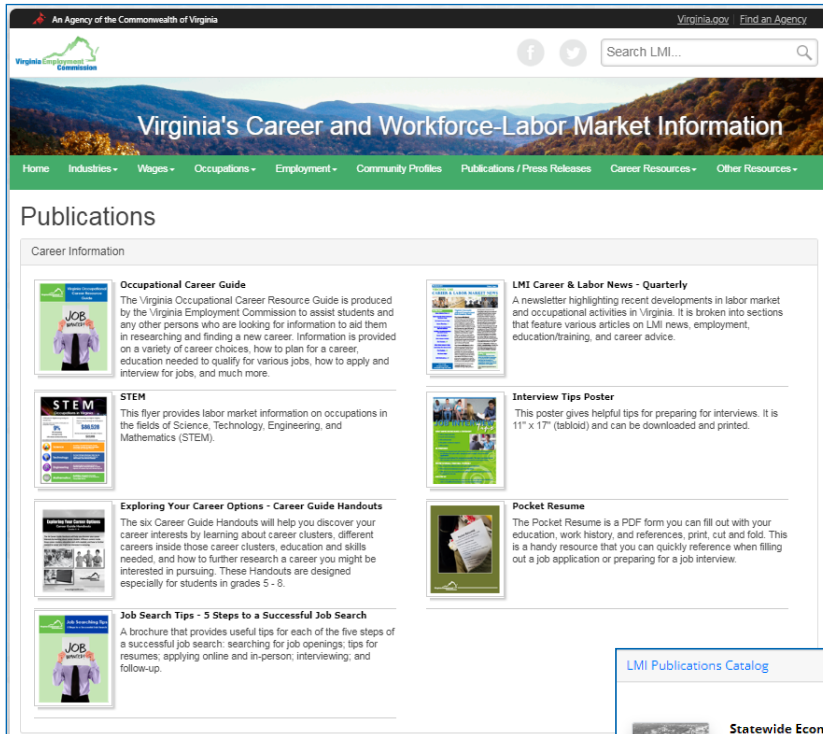 An Agency of the Commonwealth of Virginia
Virginia.gov | Find an Agency
Virginia Employment
Commission
Search LMI...
Virginia's Career and Workforce-Labor Market Information
Home Industries Wages Occupations Employment Community Profiles Publications / Press Releases Career Resources Other Resources
Publications
Career Information
Occupational Career Guide
The Virginia Occupational Career Resource Guide is produced
by the Virginia Employment Commission to assist students and
any other persons who are looking for information to aid them
in researching and finding a new career. Information is provided
on a variety of career choices, how to plan for a career,
education needed to qualify for various jobs, how to apply and
interview for jobs, and much more.
Virginia Occupational
Career Resource
Guide
JOB
WANTED
LMI Career & Labor News - Quarterly
A newsletter highlighting recent developments in labor market
and occupational activities in Virginia. It is broken into sections
that feature various articles on LMI news, employment,
education/training, and career advice.
CAREER & LABOR MARKET NEWS
STEM
This flyer provides labor market information on occupations in
the fields of Science, Technology, Engineering, and
Mathematics (STEM).
STEM
Interview Tips Poster
This poster gives helpful tips for preparing for interviews. It is
11" x 17" (tabloid) and can be downloaded and printed.
JOB INTERVIEW
Exploring Your Career Options - Career Guide Handouts
The six Career Guide Handouts will help you discover your
career interests by learning about career clusters, different
careers inside those career clusters, education and skills
needed, and how to further research a career you might be
interested in pursuing. These Handouts are designed
especially for students in grades 5 - 8.
Exploring Your Career Options
Pocket Resume
The Pocket Resume is a PDF form you can fill out with your
education, work history, and references, print, cut and fold. This
is a handy resource that you can quickly reference when filling
out a job application or preparing for a job interview.
Job Search Tips - 5 Steps to a Successful Job Search
A brochure that provides useful tips for each of the five steps of
a successful job search: searching for job openings; tips for
resumes; applying online and in-person; interviewing; and
follow-up.
Job Searching Tips
JOB
WANTED
LMI Publications Catalog
Statewide Econ